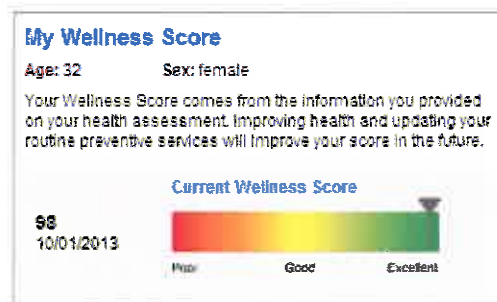 My Wellness Score
Age: 32 Sex: female
Your Wellness Score comes from the information you provided
on your health assessment. Improving health and updating your
routine preventive services will improve your score in the future.
Current Wellness Score
98
10/01/2013
Poor Good Excellent